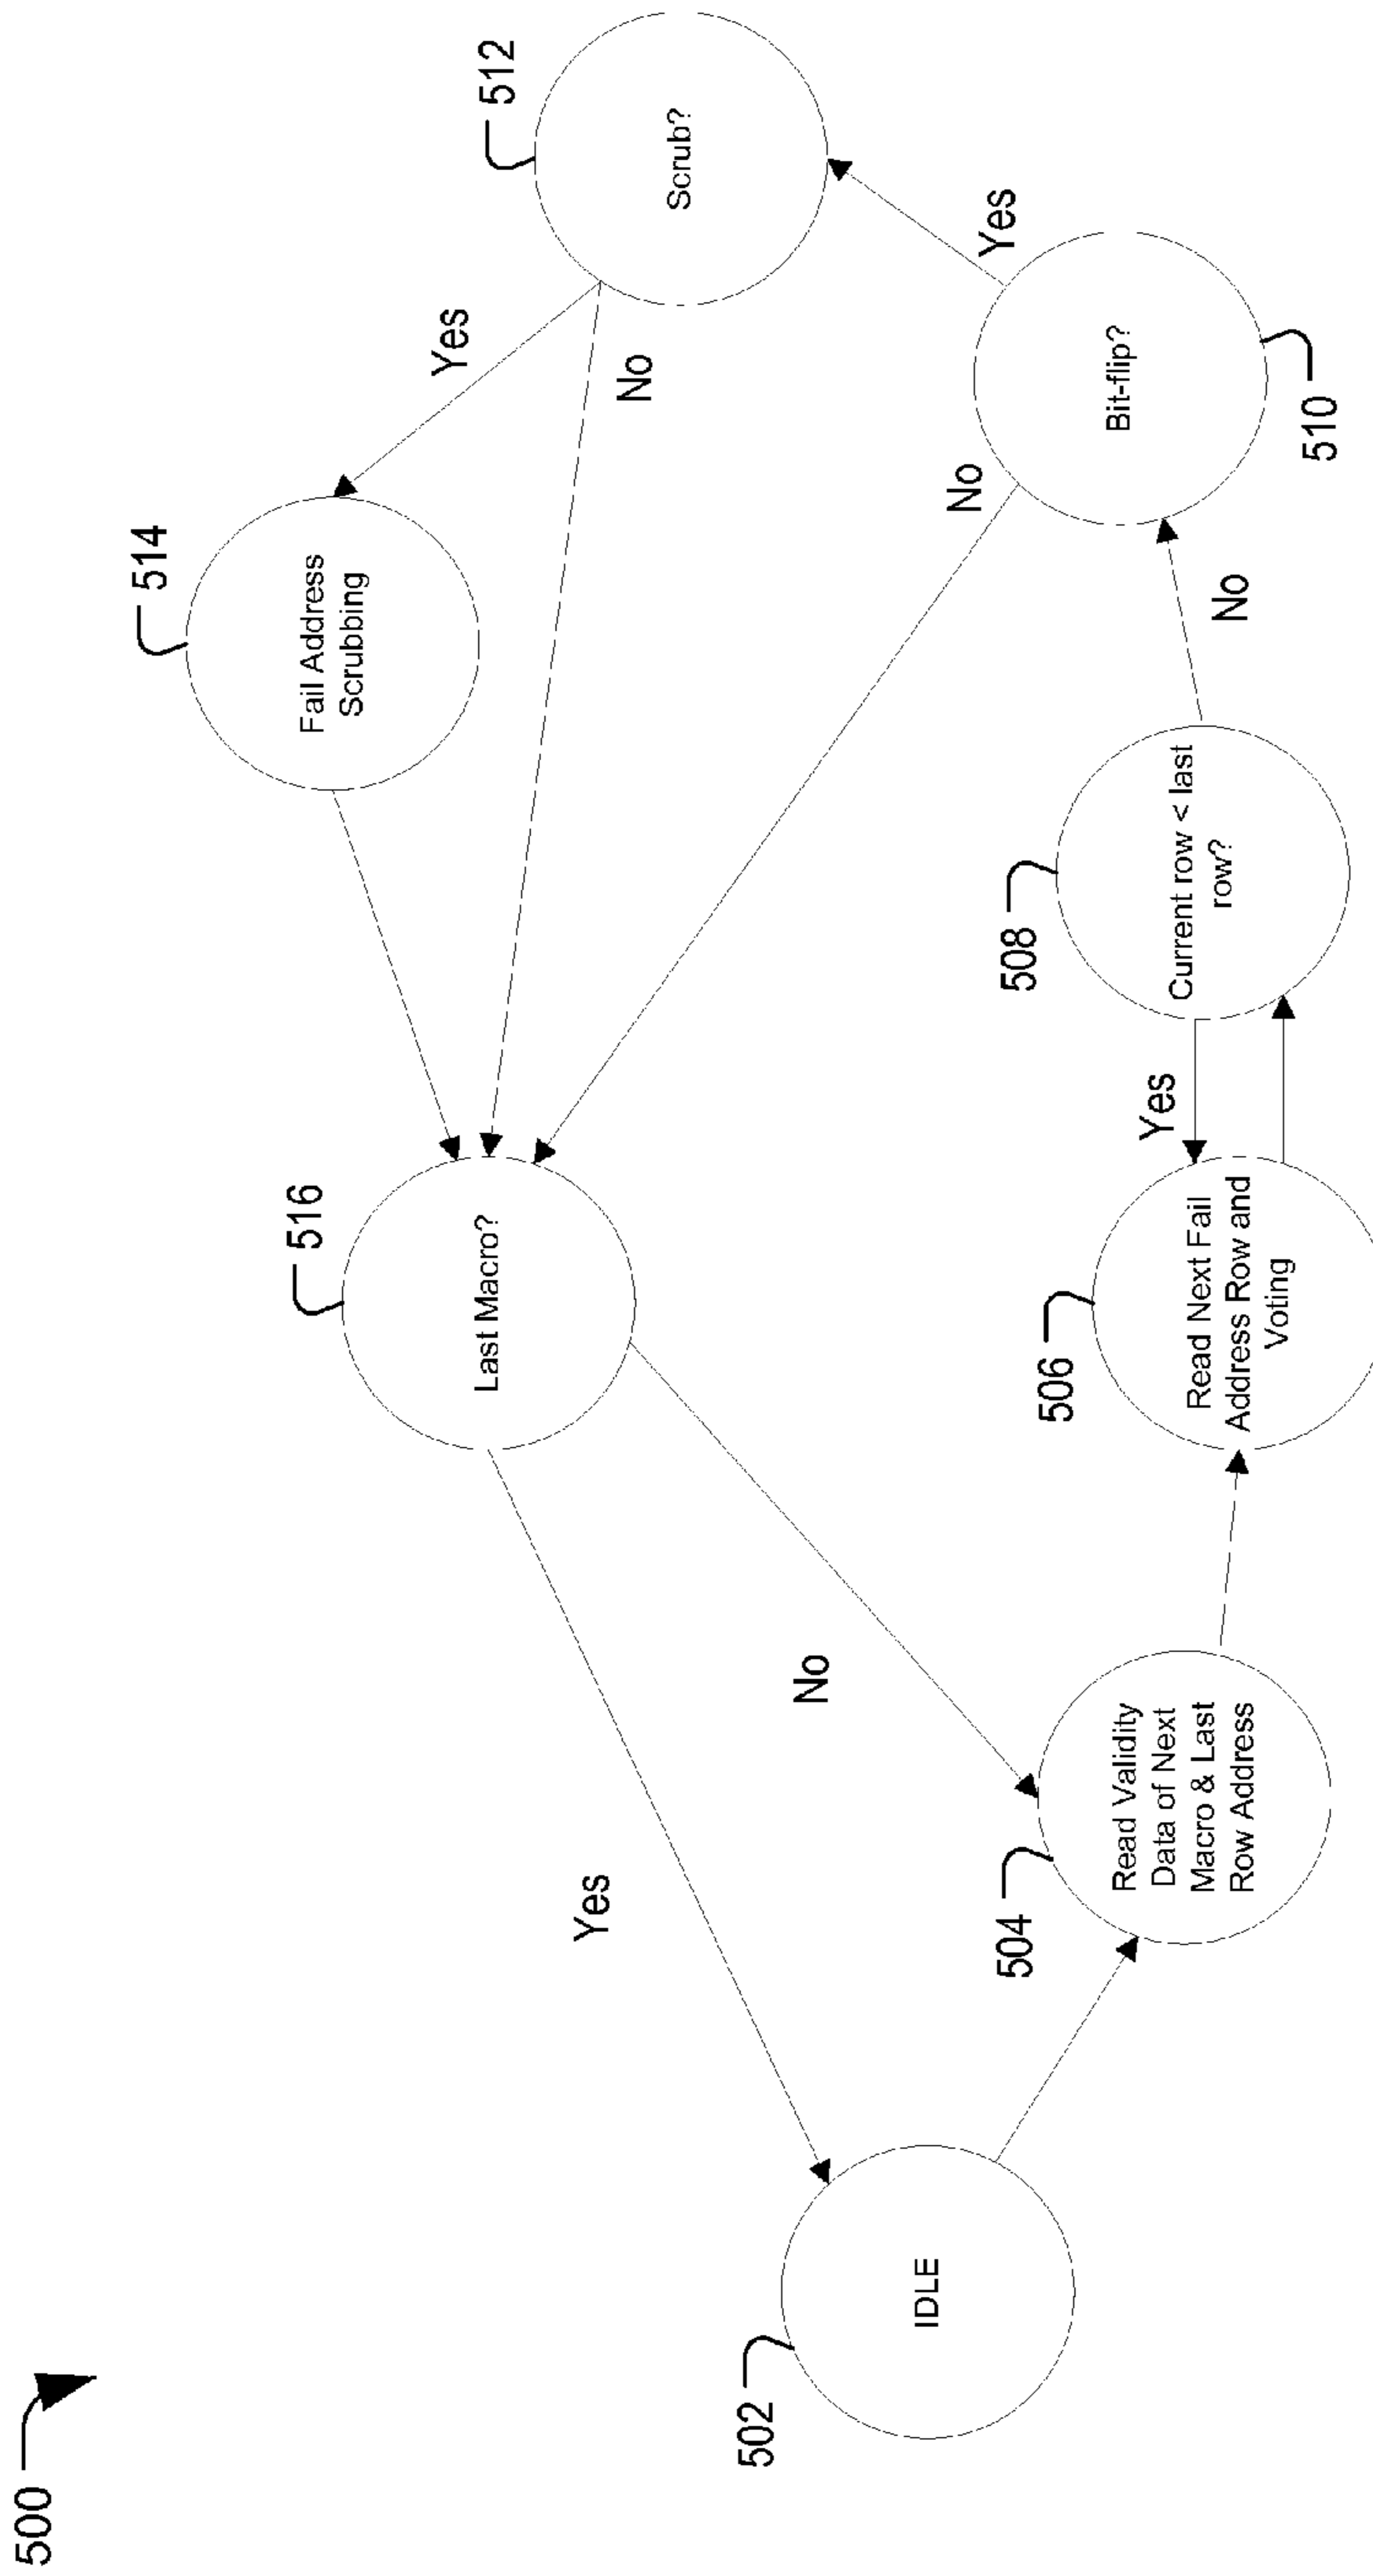 500
502
IDLE
504
Read Validity
Data of Next
Macro & Last
Row Address
506
Read Next Fail
Address Row and
Voting
Yes
508
Current row < last
row?
No
510
Bit-flip?
Yes
No
512
Scrub?
Yes
No
514
Fail Address
Scrubbing
516
Last Macro?
Yes
No